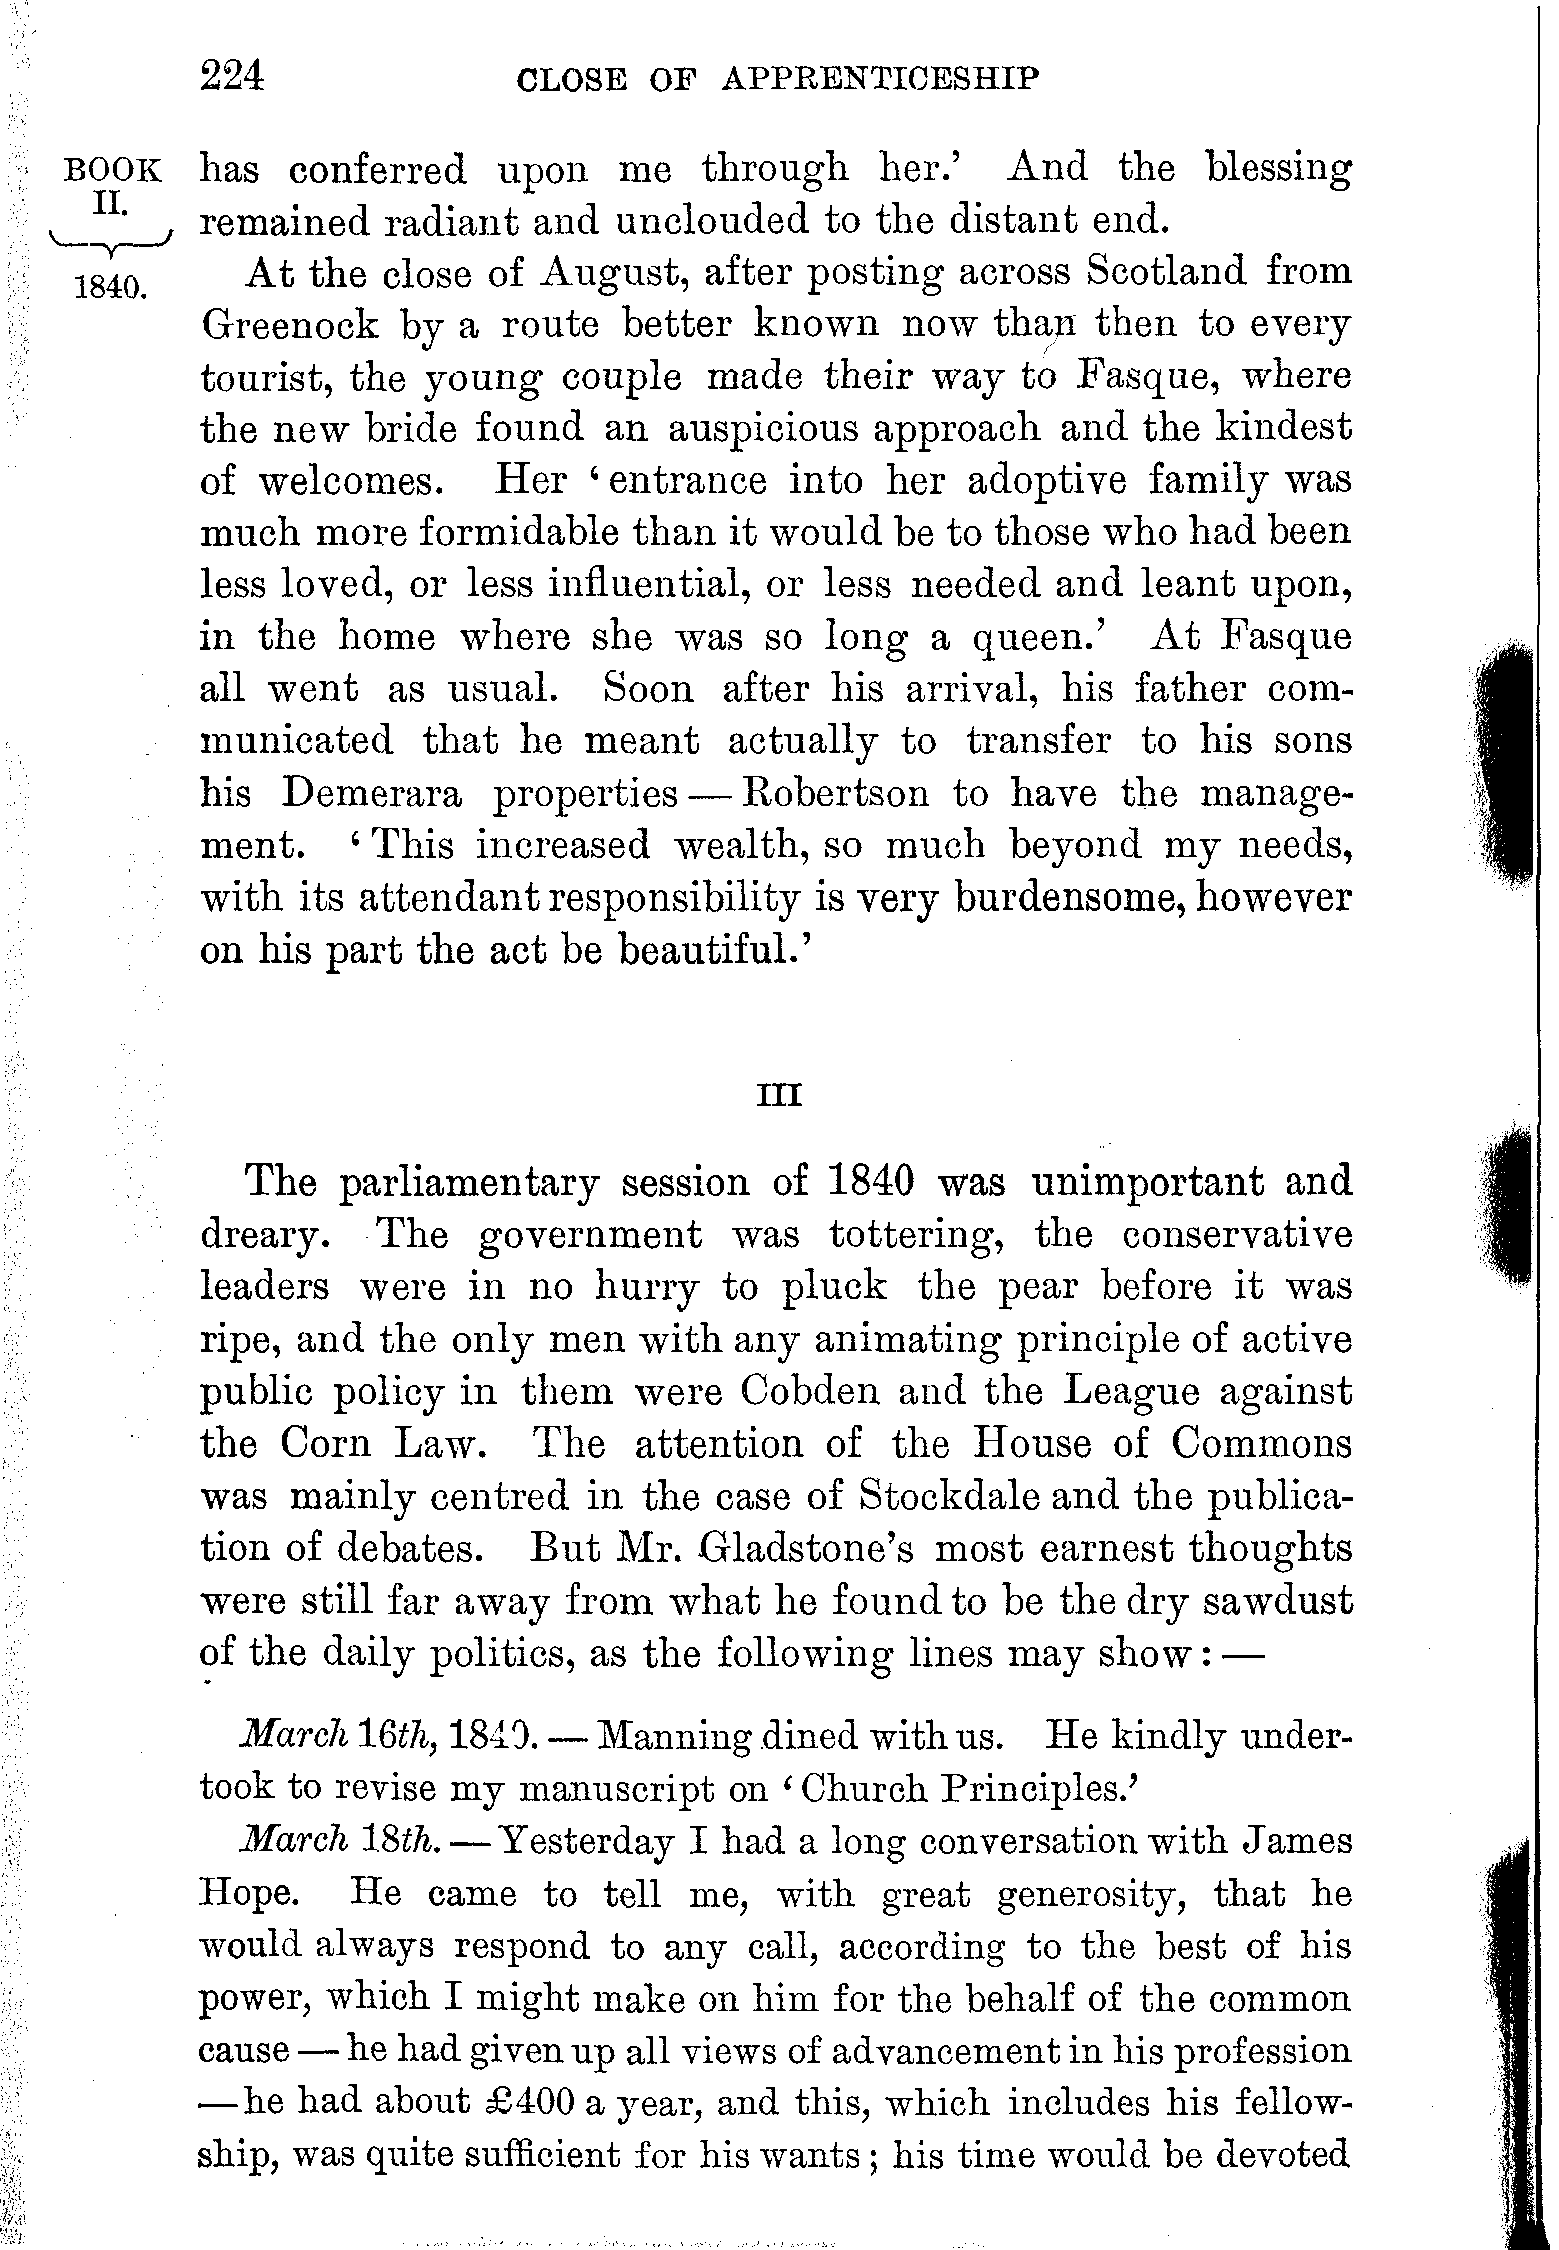 224 CLOSE OF APPRENTICESHIP
BOOK
II.
1840.
has conferred upon me through her.’ And the blessing
remained radiant and unclouded to the distant end.
At the close of August, after posting across Scotland from
Greenock by a route better known now than then to every
tourist, the young couple made their way to Fasque, where
the new bride found an auspicious approach and the kindest
of welcomes. Her ‘entrance into her adoptive family was
much more formidable than it would be to those who had been
less loved, or less influential, or less needed and leant upon,
in the home where she was so long a queen.’ At Fasque
all went as usual. Soon after his arrival, his father com-
municated that he meant actually to transfer to his sons
his Demerara properties — Robertson to have the manage-
ment. ‘This increased wealth, so much beyond my needs,
with its attendant responsibility is very burdensome, however
on his part the act be beautiful.’
III
The parliamentary session of 1840 was unimportant and
dreary. The government was tottering, the conservative
leaders were in no hurry to pluck the pear before it was
ripe, and the only men with any animating principle of active
public policy in them were Cobden and the League against
the Corn Law. The attention of the House of Commons
was mainly centred in the case of Stockdale and the publica-
tion of debates. But Mr. Gladstone’s most earnest thoughts
were still far away from what he found to be the dry sawdust
of the daily politics, as the following lines may show: —
March 16th, 1840. — Manning dined with us. He kindly under-
took to revise my manuscript on ‘Church Principles.’
March 18th. — Yesterday I had a long conversation with James
Hope. He came to tell me, with great generosity, that he
would always respond to any call, according to the best of his
power, which I might make on him for the behalf of the common
cause — he had given up all views of advancement in his profession
— he had about £400 a year, and this, which includes his fellow-
ship, was quite sufficient for his wants; his time would be devoted